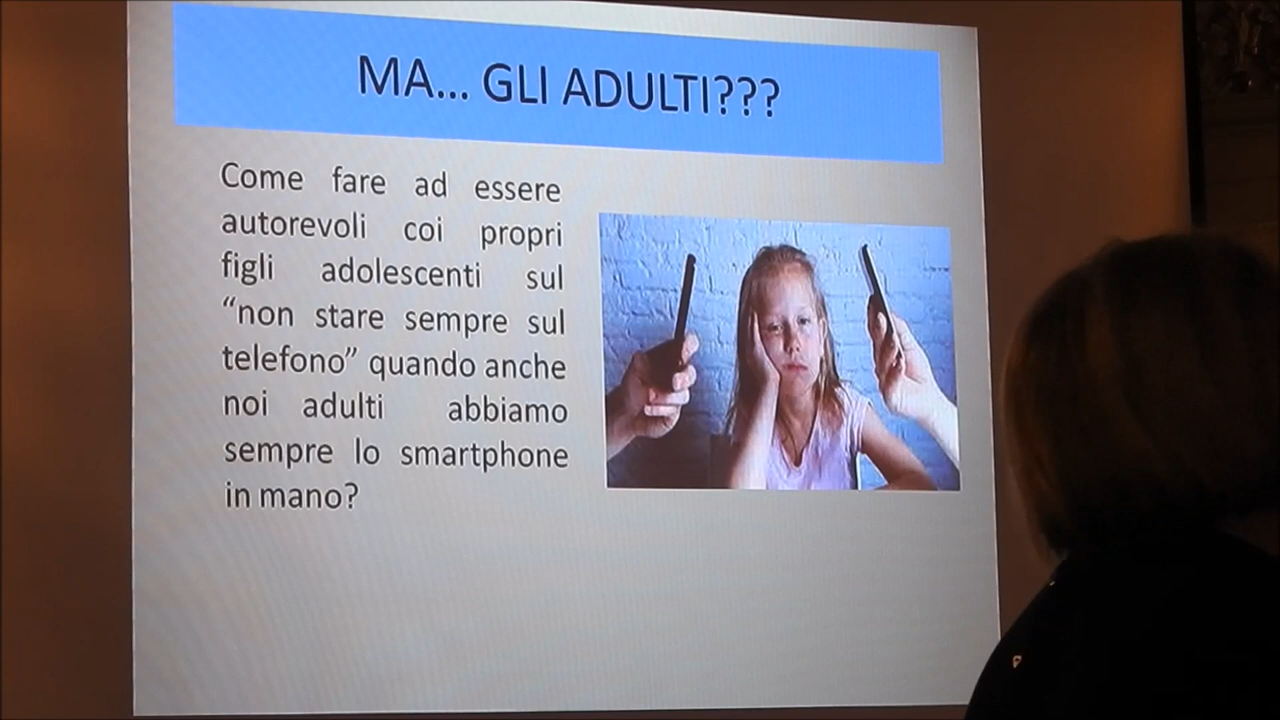 MA... GLI ADULTI???
Come fare ad essere
autorevoli coi propri
figli adolescenti sul
“non stare sempre sul
telefono” quando anche
noi adulti abbiamo
sempre lo smartphone
in mano?